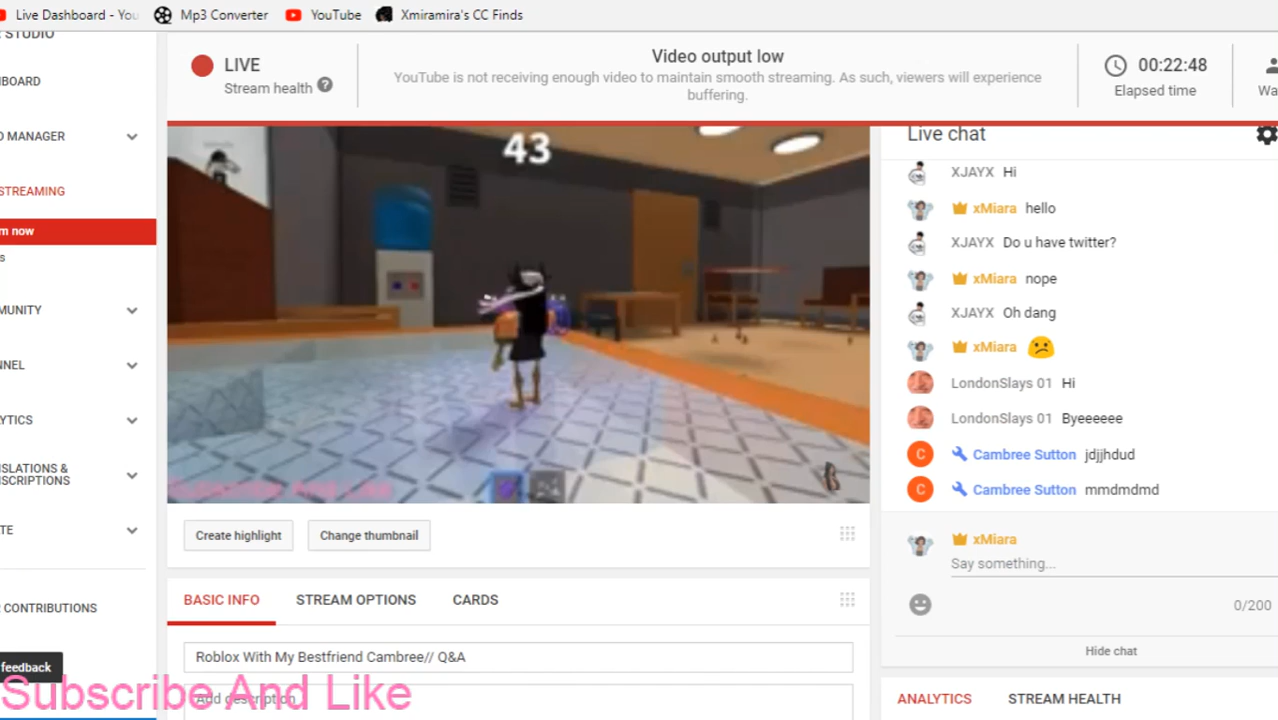 Live Dashboard - You
Mp3 Converter
YouTube
Xmiramira's CC Finds
STUDIO
BOARD
O MANAGER
STREAMING
m now
s
MUNITY
NNEL
YTICS
SLATIONS &
SCRIPTIONS
TE
CONTRIBUTIONS
feedback
LIVE
Stream health ?
Video output low
YouTube is not receiving enough video to maintain smooth streaming. As such, viewers will experience
buffering.
00:22:48
Elapsed time
Wa
43
Subscribe And Like
Create highlight
Change thumbnail
BASIC INFO
STREAM OPTIONS
CARDS
Roblox With My Bestfriend Cambree// Q&A
Add description
Subscribe And Like
Live chat
XJAYX Hi
xMiara hello
XJAYX Do u have twitter?
xMiara nope
XJAYX Oh dang
xMiara 😕
LondonSlays 01 Hi
LondonSlays 01 Byeeeeee
C Cambree Sutton jdjjhdud
C Cambree Sutton mmdmdmd
xMiara
Say something...
0/200
Hide chat
ANALYTICS
STREAM HEALTH